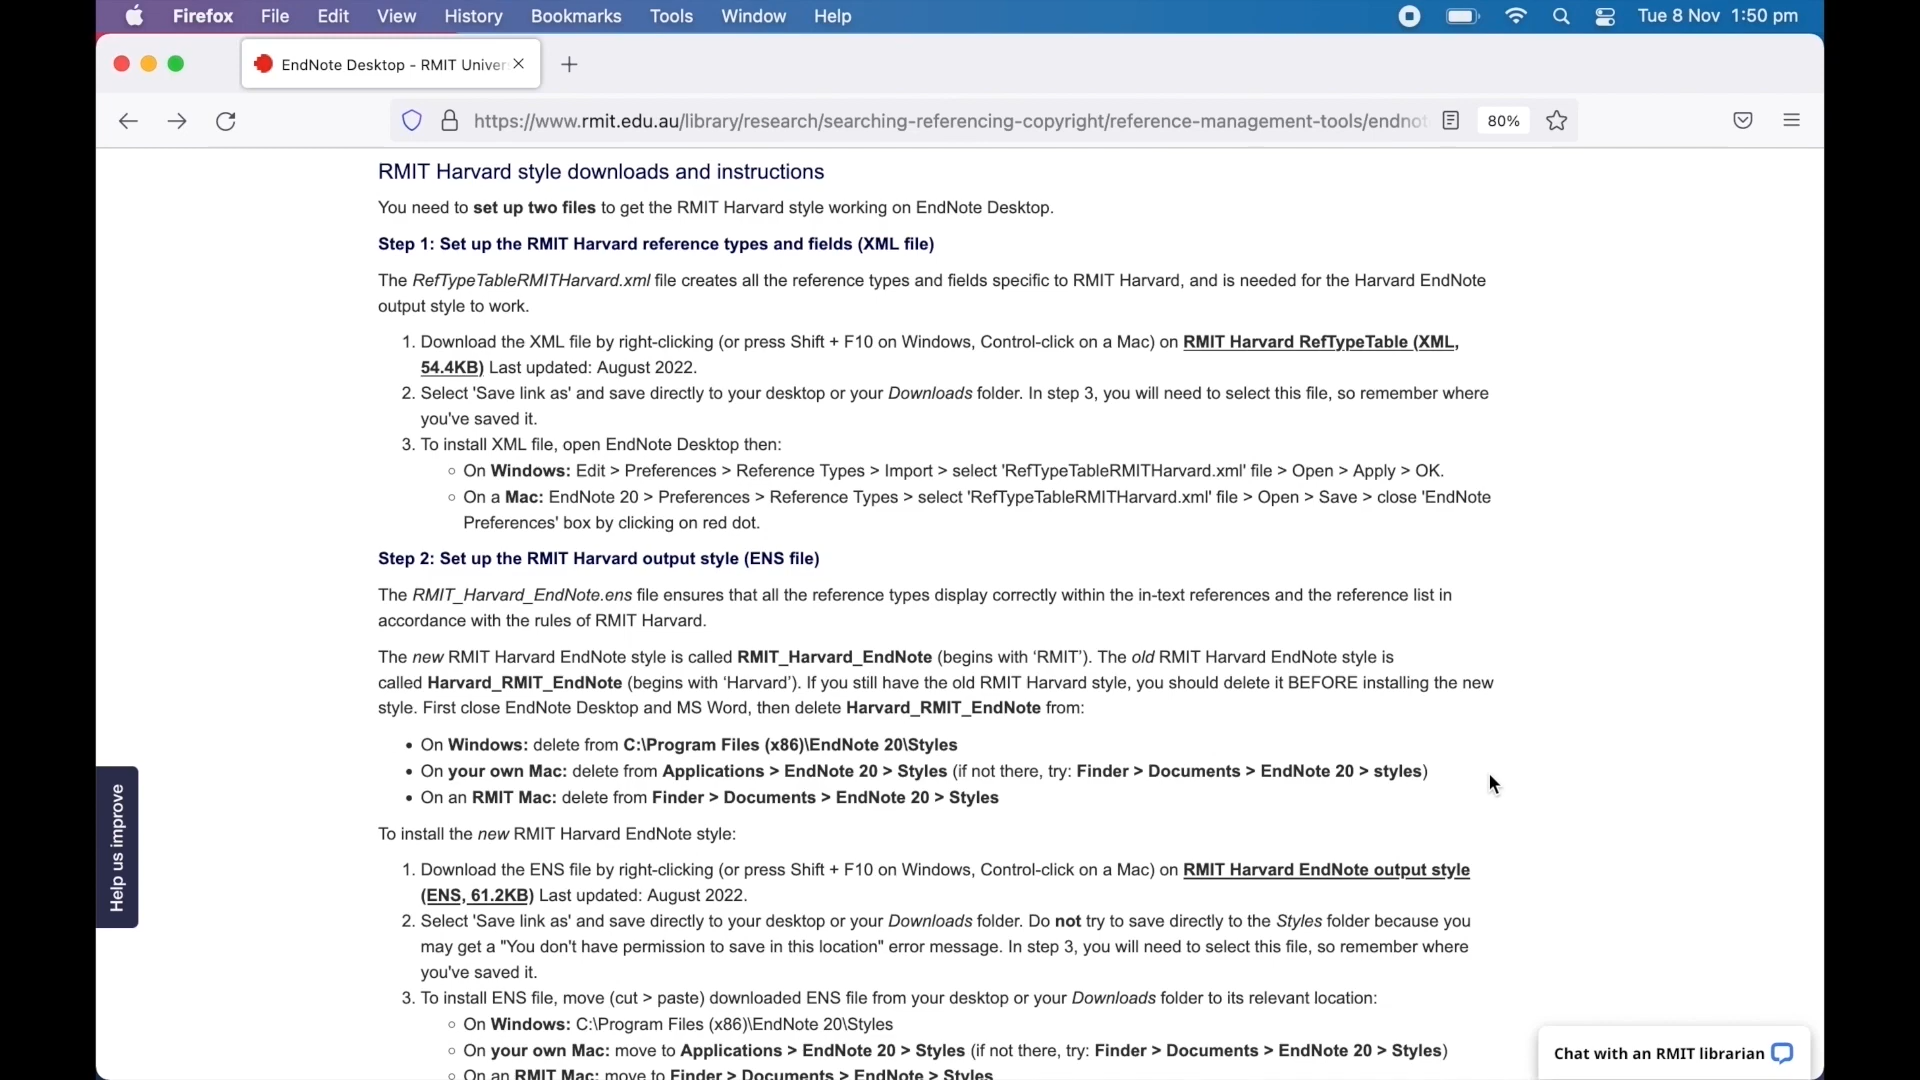 Firefox File Edit View History Bookmarks Tools Window Help Tue 8 Nov 1:50 pm
EndNote Desktop - RMIT Univer
https://www.rmit.edu.au/library/research/searching-referencing-copyright/reference-management-tools/endnot 80%
RMIT Harvard style downloads and instructions
You need to set up two files to get the RMIT Harvard style working on EndNote Desktop.
Step 1: Set up the RMIT Harvard reference types and fields (XML file)
The RefTypeTableRMITHarvard.xml file creates all the reference types and fields specific to RMIT Harvard, and is needed for the Harvard EndNote
output style to work.
1. Download the XML file by right-clicking (or press Shift + F10 on Windows, Control-click on a Mac) on RMIT Harvard RefTypeTable (XML,
54.4KB) Last updated: August 2022.
2. Select 'Save link as' and save directly to your desktop or your Downloads folder. In step 3, you will need to select this file, so remember where
you've saved it.
3. To install XML file, open EndNote Desktop then:
On Windows: Edit > Preferences > Reference Types > Import > select 'RefTypeTableRMITHarvard.xml' file > Open > Apply > OK.
On a Mac: EndNote 20 > Preferences > Reference Types > select 'RefTypeTableRMITHarvard.xml' file > Open > Save > close 'EndNote
Preferences' box by clicking on red dot.
Step 2: Set up the RMIT Harvard output style (ENS file)
The RMIT_Harvard_EndNote.ens file ensures that all the reference types display correctly within the in-text references and the reference list in
accordance with the rules of RMIT Harvard.
The new RMIT Harvard EndNote style is called RMIT_Harvard_EndNote (begins with ‘RMIT’). The old RMIT Harvard EndNote style is
called Harvard_RMIT_EndNote (begins with ‘Harvard’). If you still have the old RMIT Harvard style, you should delete it BEFORE installing the new
style. First close EndNote Desktop and MS Word, then delete Harvard_RMIT_EndNote from:
• On Windows: delete from C:\Program Files (x86)\EndNote 20\Styles
• On your own Mac: delete from Applications > EndNote 20 > Styles (if not there, try: Finder > Documents > EndNote 20 > styles)
• On an RMIT Mac: delete from Finder > Documents > EndNote 20 > Styles
To install the new RMIT Harvard EndNote style:
1. Download the ENS file by right-clicking (or press Shift + F10 on Windows, Control-click on a Mac) on RMIT Harvard EndNote output style
(ENS, 61.2KB) Last updated: August 2022.
2. Select 'Save link as' and save directly to your desktop or your Downloads folder. Do not try to save directly to the Styles folder because you
may get a "You don't have permission to save in this location" error message. In step 3, you will need to select this file, so remember where
you've saved it.
3. To install ENS file, move (cut > paste) downloaded ENS file from your desktop or your Downloads folder to its relevant location:
On Windows: C:\Program Files (x86)\EndNote 20\Styles
On your own Mac: move to Applications > EndNote 20 > Styles (if not there, try: Finder > Documents > EndNote 20 > Styles)
On an RMIT Mac: move to Finder > Documents > EndNote > Styles
Help us improve
Chat with an RMIT librarian